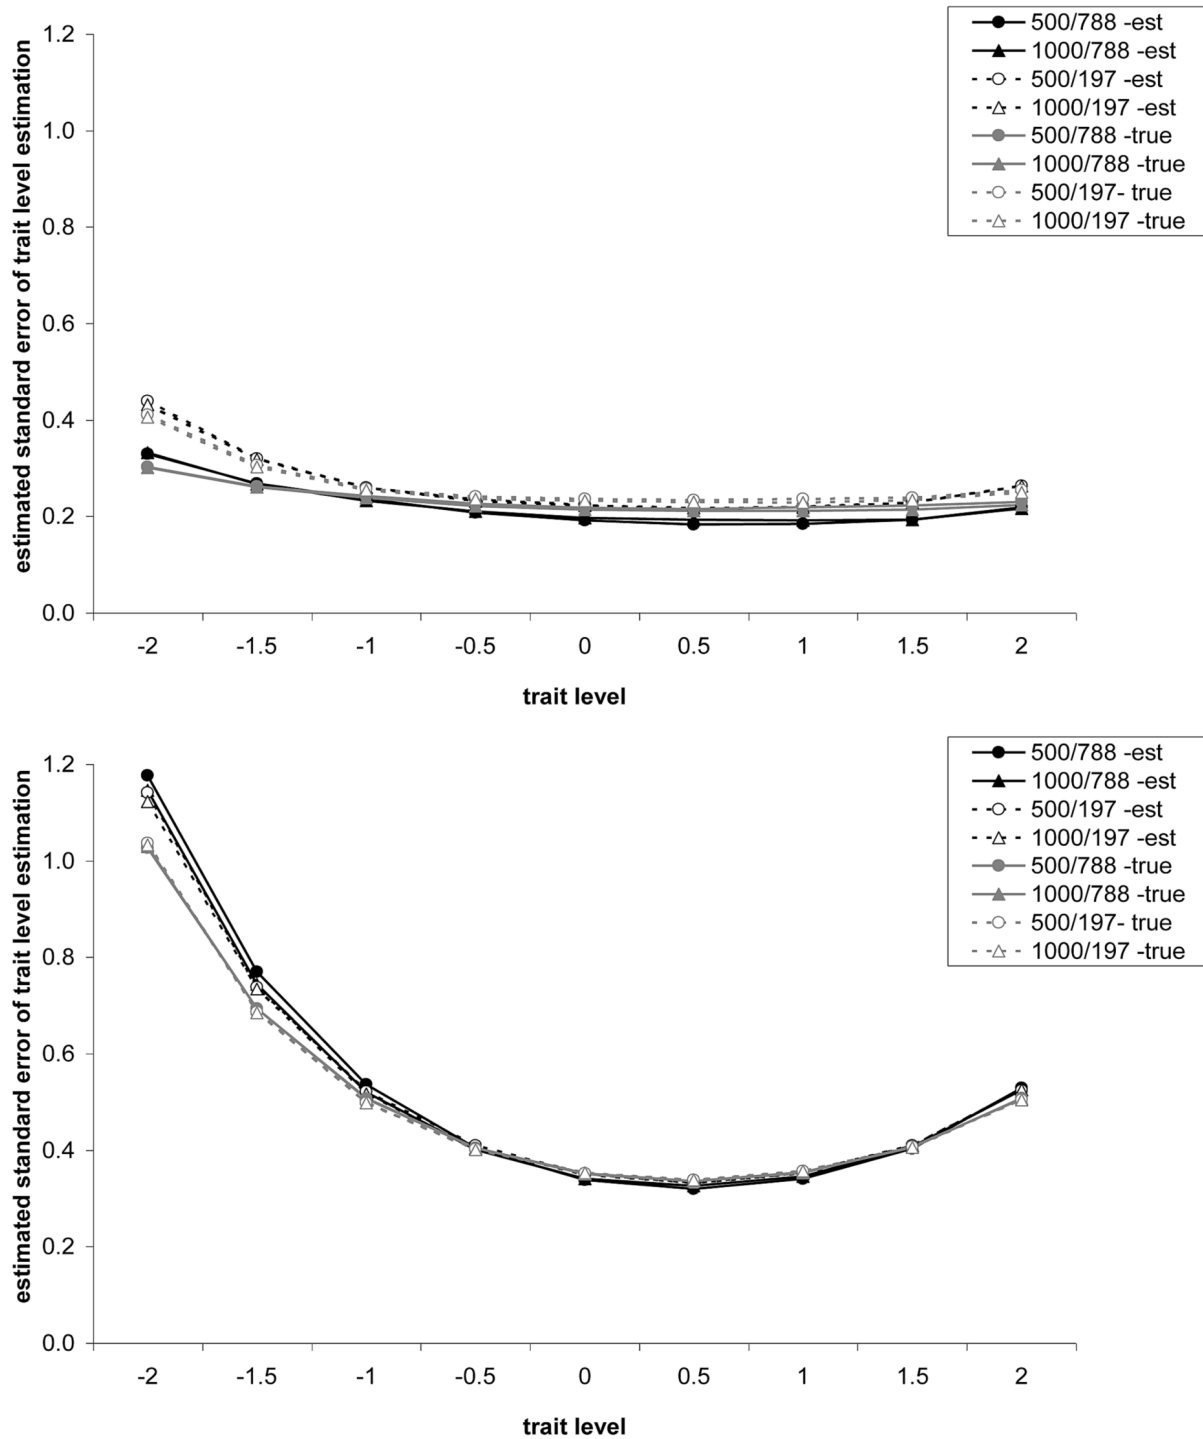 estimated standard error of trait level estimation
1.2
1.0
0.8
0.6
0.4
0.2
0.0
-2 -1.5 -1 -0.5 0 0.5 1 1.5 2
trait level
500/788 -est
1000/788 -est
500/197 -est
1000/197 -est
500/788 -true
1000/788 -true
500/197- true
1000/197 -true
estimated standard error of trait level estimation
1.2
1.0
0.8
0.6
0.4
0.2
0.0
-2 -1.5 -1 -0.5 0 0.5 1 1.5 2
trait level
500/788 -est
1000/788 -est
500/197 -est
1000/197 -est
500/788 -true
1000/788 -true
500/197- true
1000/197 -true